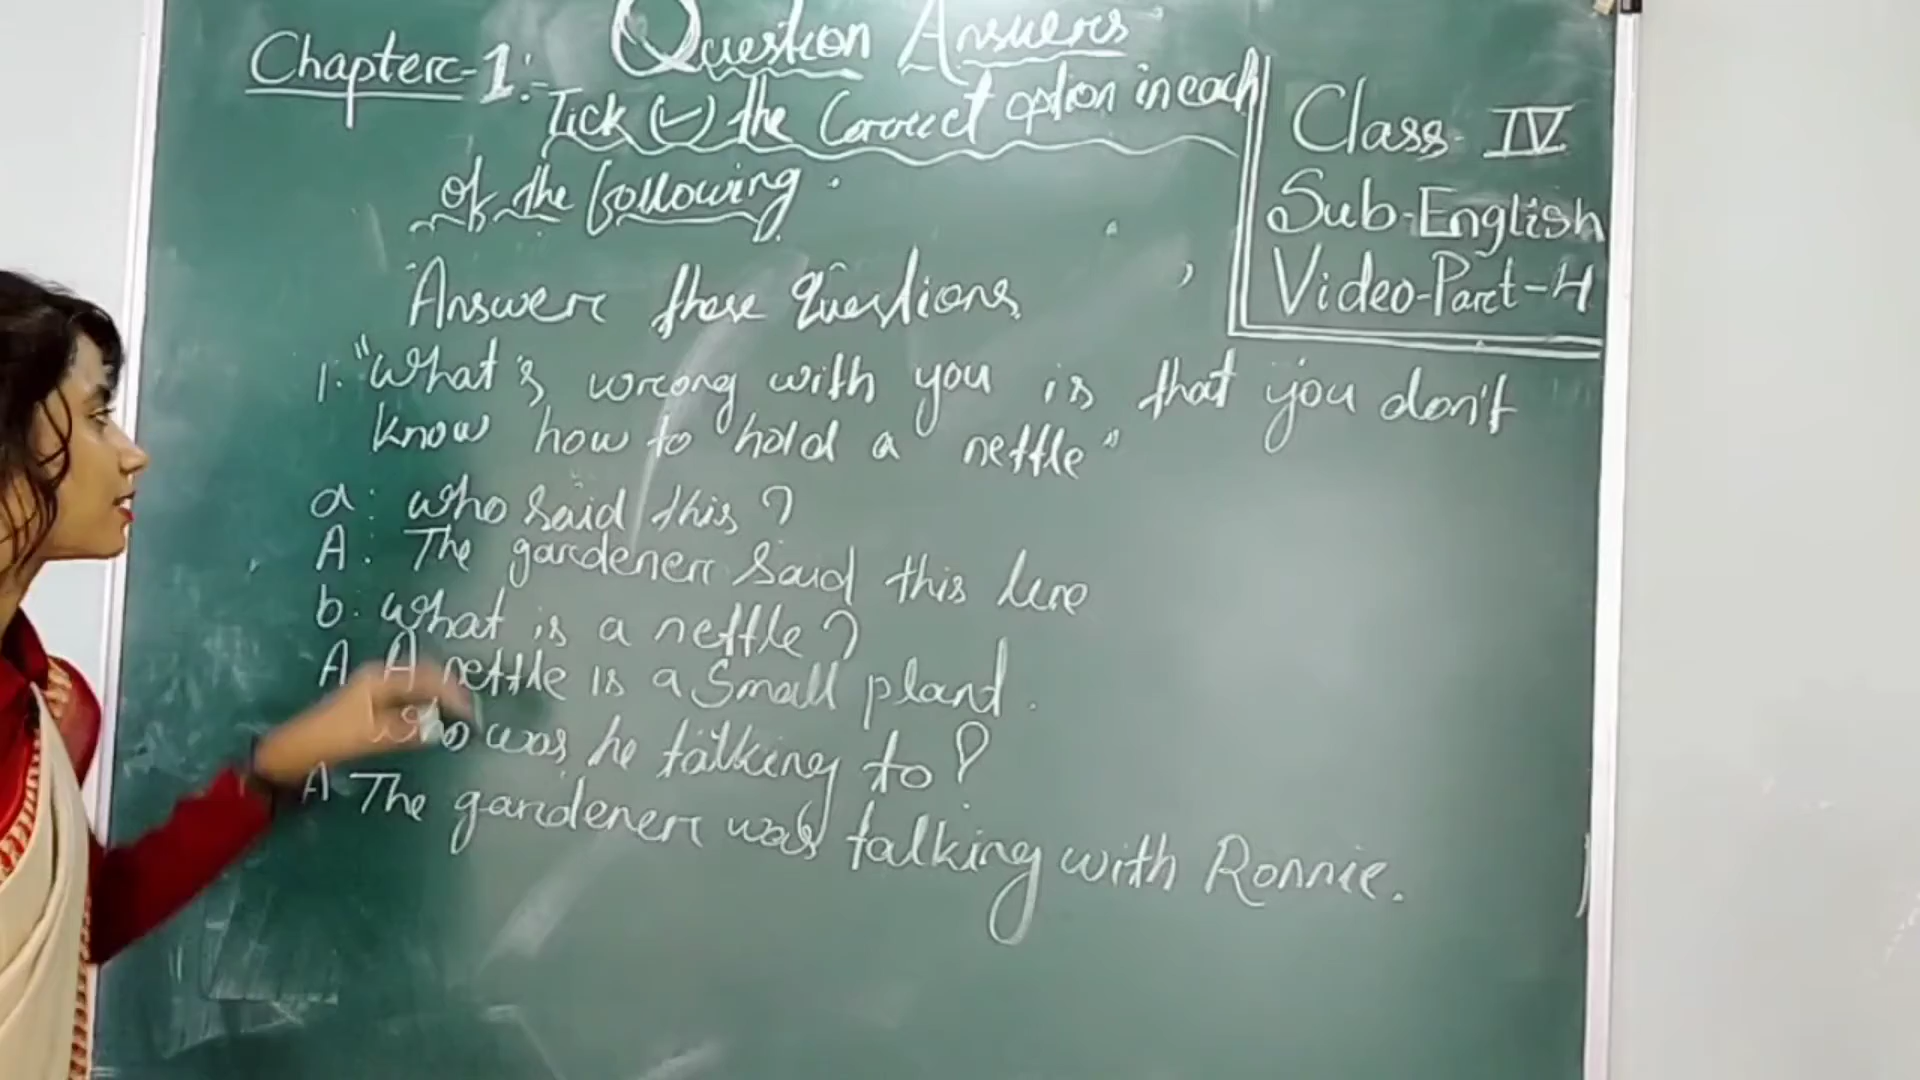 Question Answers
Chapter-1:-
Tick (✓) the Correct option in each
of the following.
Class - IV
Sub-English
Video-Part-4
Answer these Questions
1. "What's wrong with you is that you don't
know how to hold a nettle"
a: who said this?
A: The gardener said this line
b. what is a nettle?
A A nettle is a small pland.
who was he talking to?
A The gardener was talking with Ronnie.